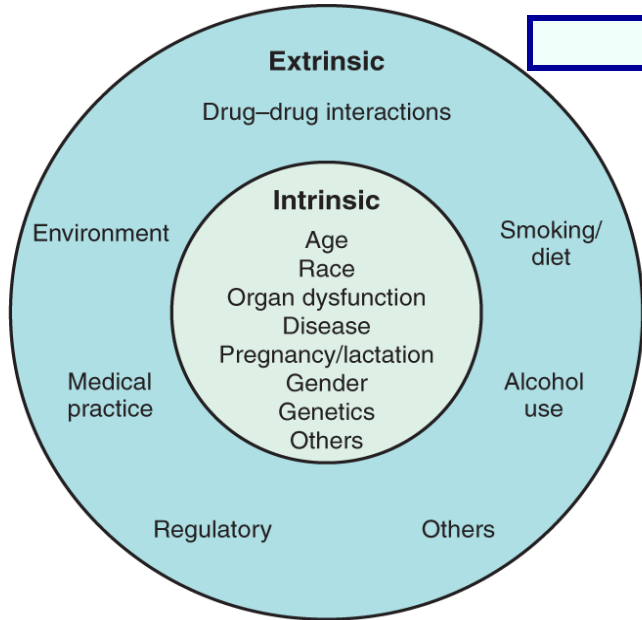 Extrinsic
Drug–drug interactions
Environment
Smoking/
diet
Medical
practice
Alcohol
use
Regulatory
Others
Intrinsic
Age
Race
Organ dysfunction
Disease
Pregnancy/lactation
Gender
Genetics
Others